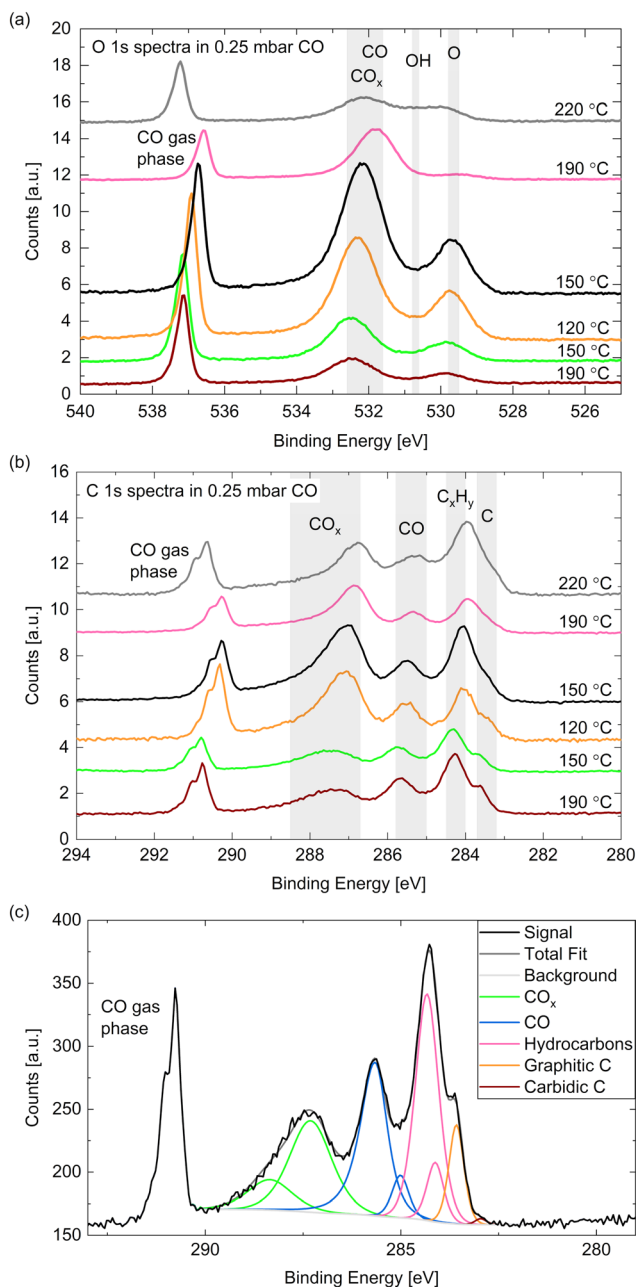 (a)
O 1s spectra in 0.25 mbar CO
CO
COₓ
OH
O
CO gas
phase
220 °C
190 °C
150 °C
120 °C
150 °C
190 °C
20
18
16
14
12
10
8
6
4
2
0
Counts [a.u.]
540 538 536 534 532 530 528 526
Binding Energy [eV]
(b)
C 1s spectra in 0.25 mbar CO
COₓ
CO
CₓHᵧ
C
CO gas
phase
220 °C
190 °C
150 °C
120 °C
150 °C
190 °C
16
14
12
10
8
6
4
2
0
Counts [a.u.]
294 292 290 288 286 284 282 280
Binding Energy [eV]
(c)
CO gas
phase
Signal
Total Fit
Background
COₓ
CO
Hydrocarbons
Graphitic C
Carbidic C
400
350
300
250
200
150
Counts [a.u.]
290 285 280
Binding Energy [eV]